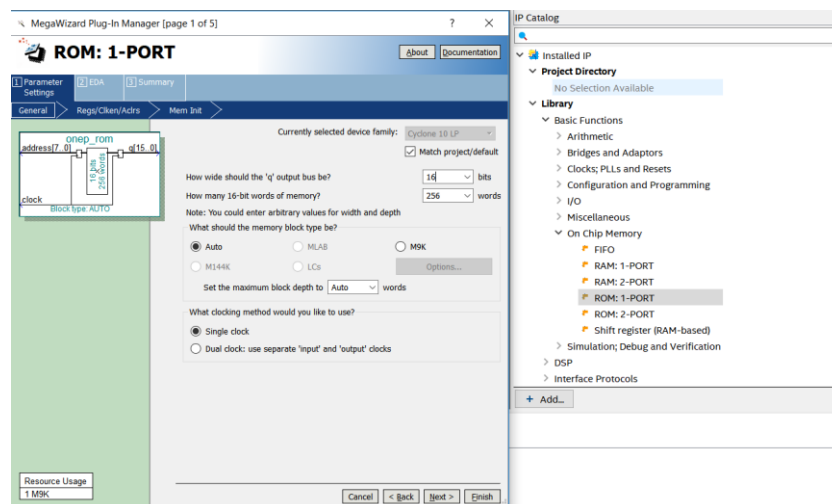 MegaWizard Plug-In Manager [page 1 of 5]
ROM: 1-PORT
About
Documentation
1 Parameter Settings
2 EDA
3 Summary
General
Regs/Clken/Aclrs
Mem Init
onep_rom
address[7..0]
q[15..0]
16 bits
256 words
clock
Block type: AUTO
Currently selected device family:
Cyclone 10 LP
Match project/default
How wide should the 'q' output bus be?
16
bits
How many 16-bit words of memory?
256
words
Note: You could enter arbitrary values for width and depth
What should the memory block type be?
Auto
MLAB
M9K
M144K
LCs
Options...
Set the maximum block depth to
Auto
words
What clocking method would you like to use?
Single clock
Dual clock: use separate 'input' and 'output' clocks
Resource Usage
1 M9K
Cancel
< Back
Next >
Finish
IP Catalog
Installed IP
Project Directory
No Selection Available
Library
Basic Functions
Arithmetic
Bridges and Adaptors
Clocks; PLLs and Resets
Configuration and Programming
I/O
Miscellaneous
On Chip Memory
FIFO
RAM: 1-PORT
RAM: 2-PORT
ROM: 1-PORT
ROM: 2-PORT
Shift register (RAM-based)
Simulation; Debug and Verification
DSP
Interface Protocols
+ Add...